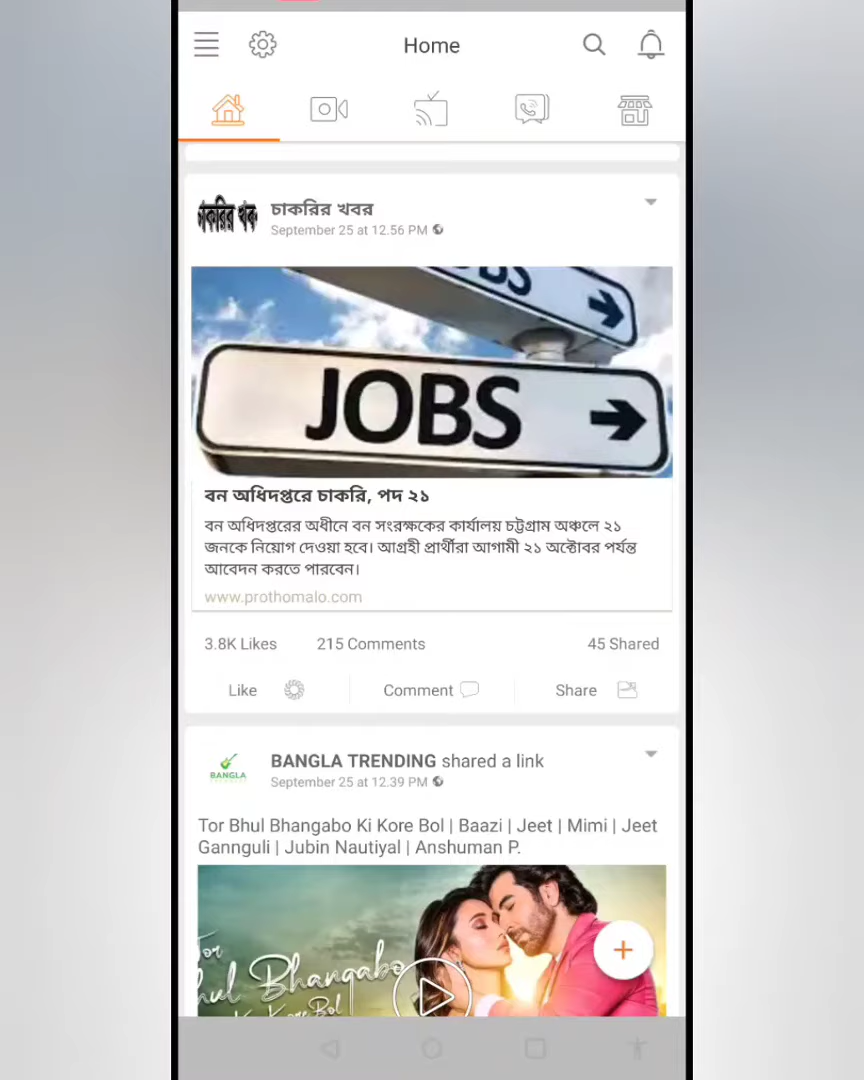 Home
চাকরির খবর
চাকরির খবর
September 25 at 12.56 PM
JOBS
বন অধিদপ্তরে চাকরি, পদ ২১
বন অধিদপ্তরের অধীনে বন সংরক্ষকের কার্যালয় চট্টগ্রাম অঞ্চলে ২১
জনকে নিয়োগ দেওয়া হবে। আগ্রহী প্রার্থীরা আগামী ২১ অক্টোবর পর্যন্ত
আবেদন করতে পারবেন।
www.prothomalo.com
3.8K Likes 215 Comments 45 Shared
Like Comment Share
BANGLA TRENDING shared a link
BANGLA
September 25 at 12.39 PM
Tor Bhul Bhangabo Ki Kore Bol | Baazi | Jeet | Mimi | Jeet
Gannguli | Jubin Nautiyal | Anshuman P.
Bhangabo